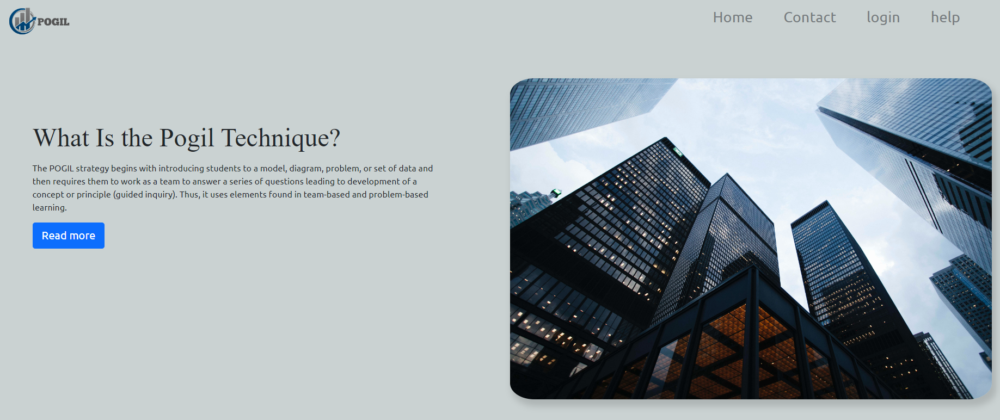 POGIL
Home Contact login help
What Is the Pogil Technique?
The POGIL strategy begins with introducing students to a model, diagram, problem, or set of data and
then requires them to work as a team to answer a series of questions leading to development of a
concept or principle (guided inquiry). Thus, it uses elements found in team-based and problem-based
learning.
Read more